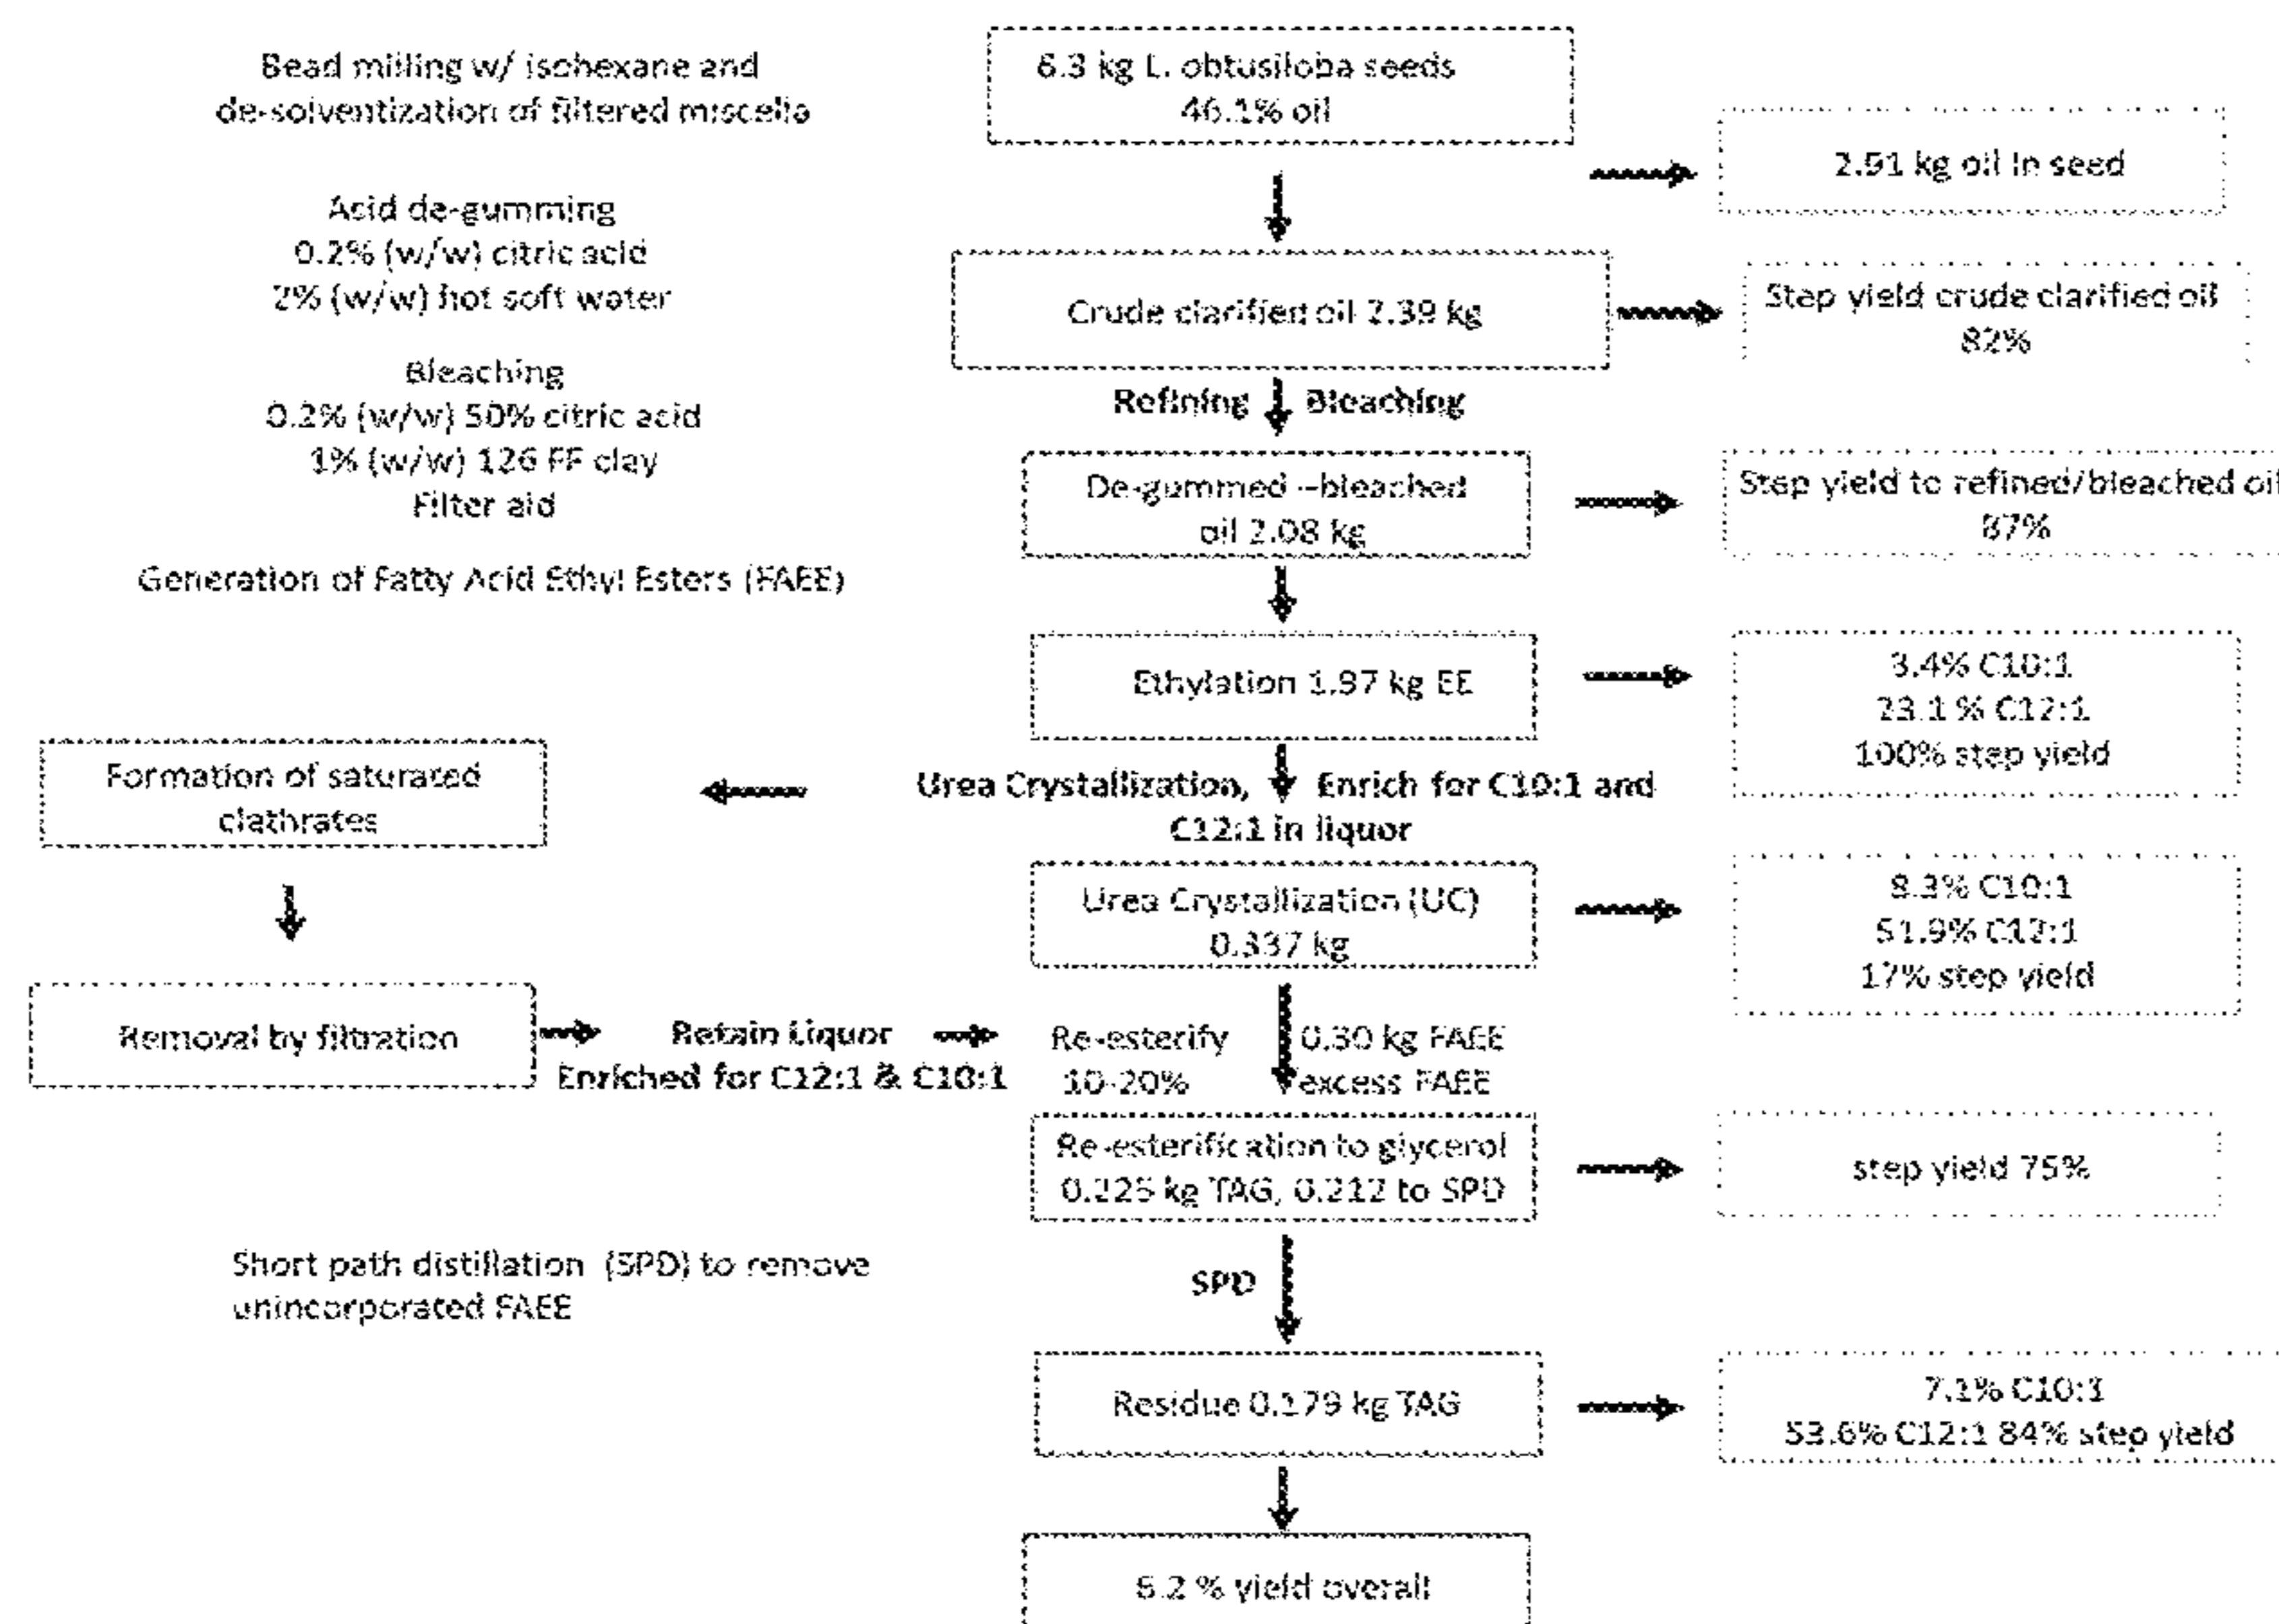 Bead milling w/ isohexane and
de-solventization of filtered miscella
Acid de-gumming
0.2% (w/w) citric acid
2% (w/w) hot soft water
Bleaching
0.2% (w/w) 50% citric acid
1% (w/w) 126 FF clay
Filter aid
Generation of Fatty Acid Ethyl Esters (FAEE)
6.3 kg L. obtusiloba seeds
46.1% oil
2.91 kg oil in seed
Crude clarified oil 2.39 kg
Step yield crude clarified oil
82%
Refining Bleaching
De-gummed --bleached
oil 2.08 kg
Step yield to refined/bleached oil
87%
Ethylation 1.97 kg EE
3.4% C10:1
23.1 % C12:1
100% step yield
Urea Crystallization, Enrich for C10:1 and
C12:1 in liquor
Formation of saturated
clathrates
Urea Crystallization (UC)
0.337 kg
8.3% C10:1
51.9% C12:1
17% step yield
Removal by filtration
Retain Liquor
Enriched for C12:1 & C10:1
Re-esterify
10-20%
0.30 kg FAEE
excess FAEE
Re-esterification to glycerol
0.225 kg TAG, 0.212 to SPD
step yield 75%
Short path distillation (SPD) to remove
unincorporated FAEE
SPD
Residue 0.179 kg TAG
7.1% C10:1
53.6% C12:1 84% step yield
6.2 % yield overall